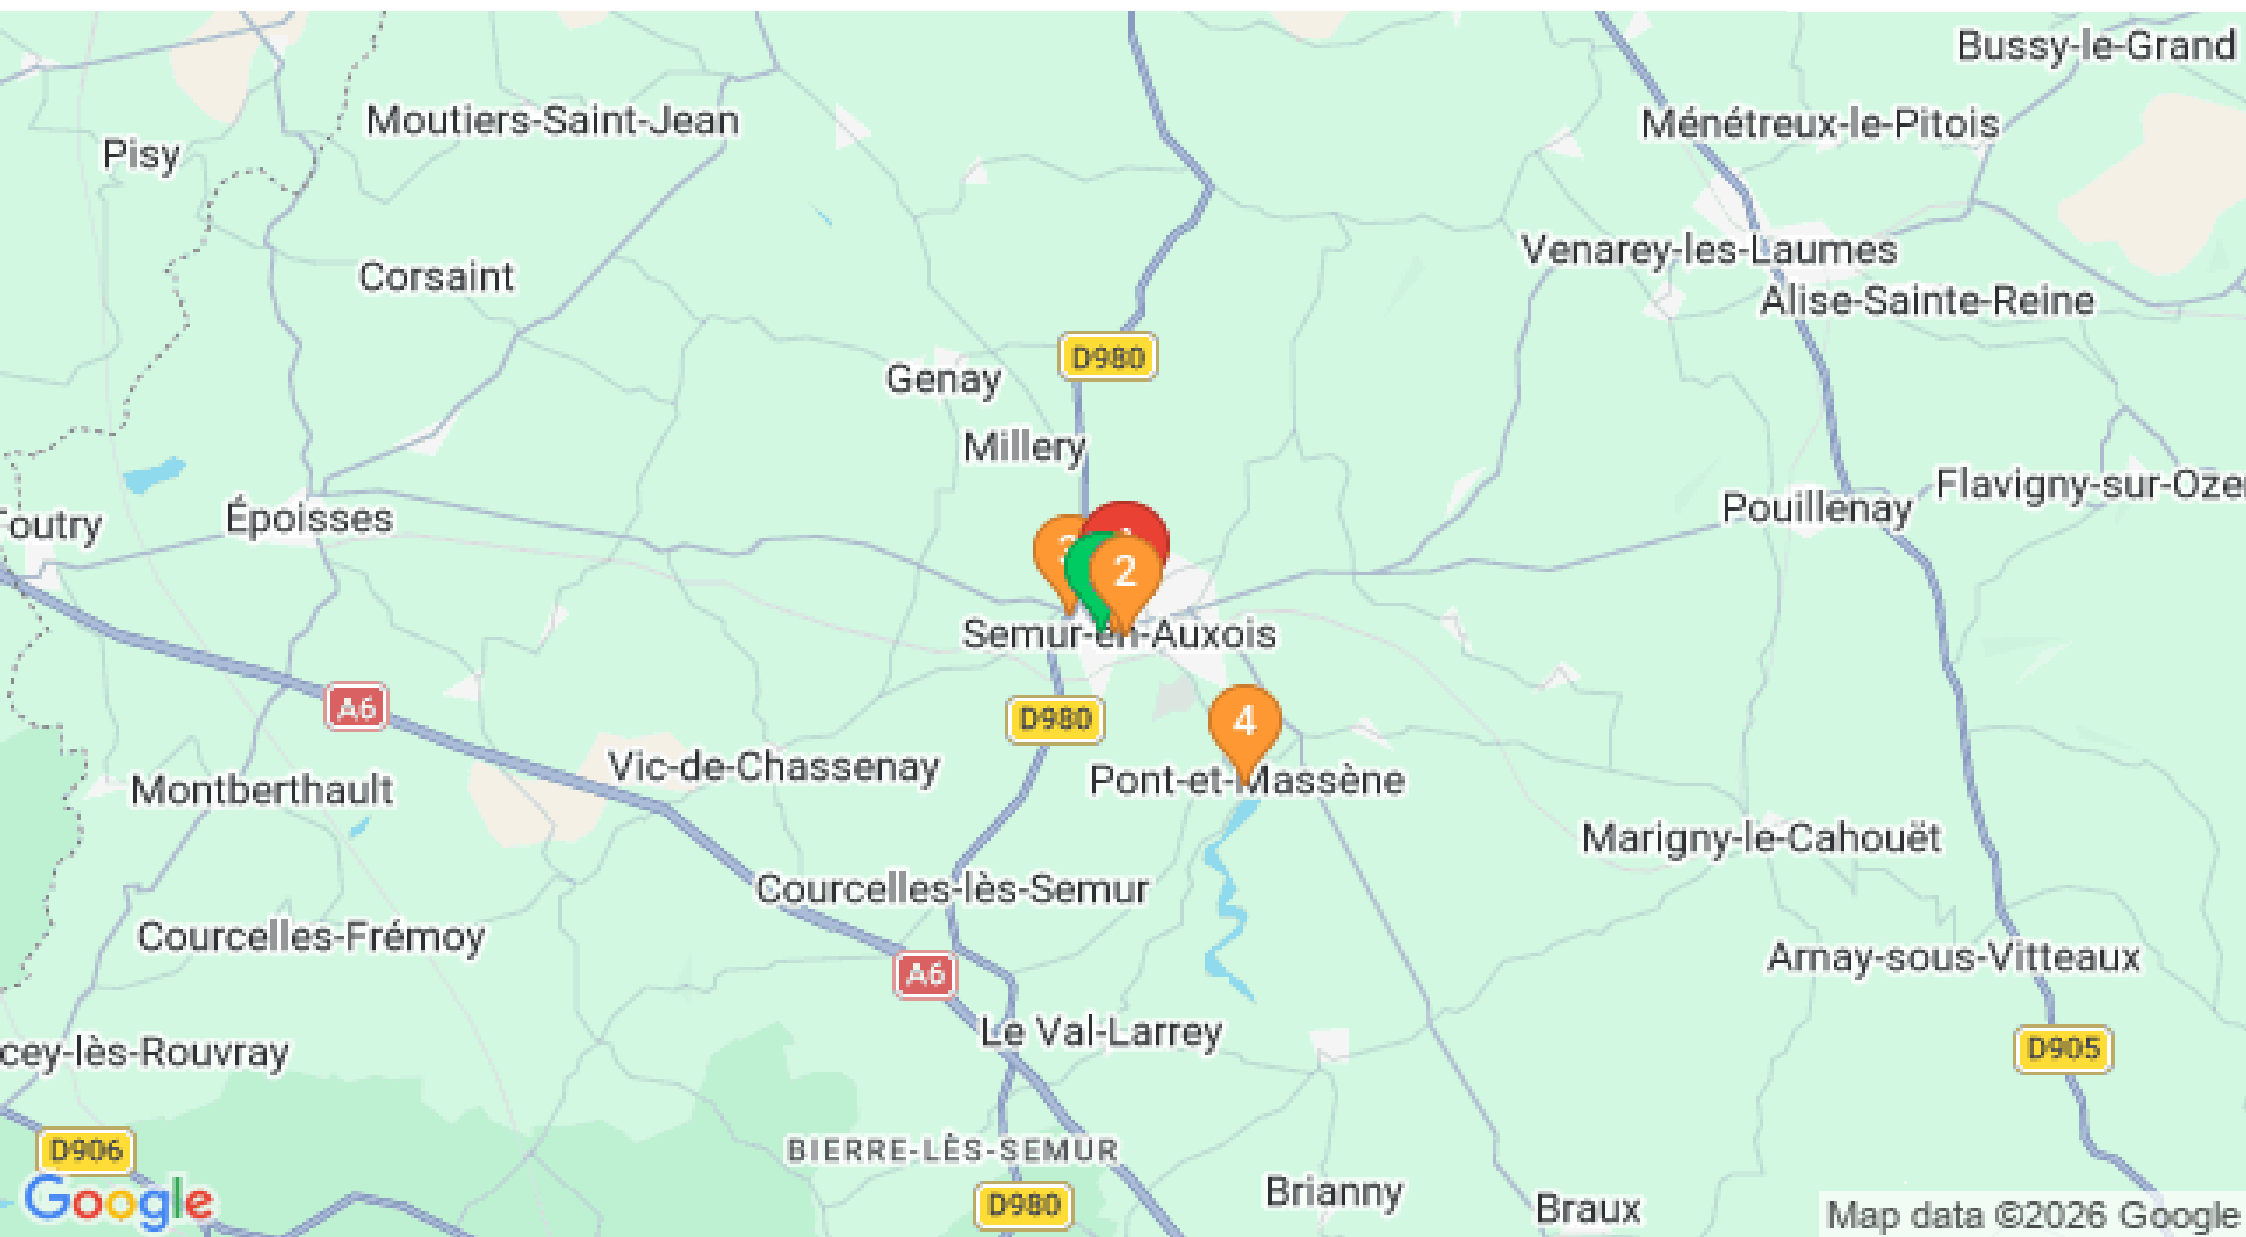 Bussy-le-Grand
Moutiers-Saint-Jean
Ménétreux-le-Pitois
Pisy
Venarey-les-Laumes
Corsaint
Alise-Sainte-Reine
D980
Genay
Millery
Flavigny-sur-Oze
Pouillenay
Époisses
Toutry
3
2
Semur-en-Auxois
A6
D980
4
Vic-de-Chassenay
Pont-et-Massène
Montberthault
Marigny-le-Cahouët
Courcelles-lès-Semur
Courcelles-Frémoy
Arnay-sous-Vitteaux
A6
Le Val-Larrey
cey-lès-Rouvray
D905
D906
BIERRE-LÈS-SEMUR
Brianny
D980
Braux
Google
Map data ©2026 Google